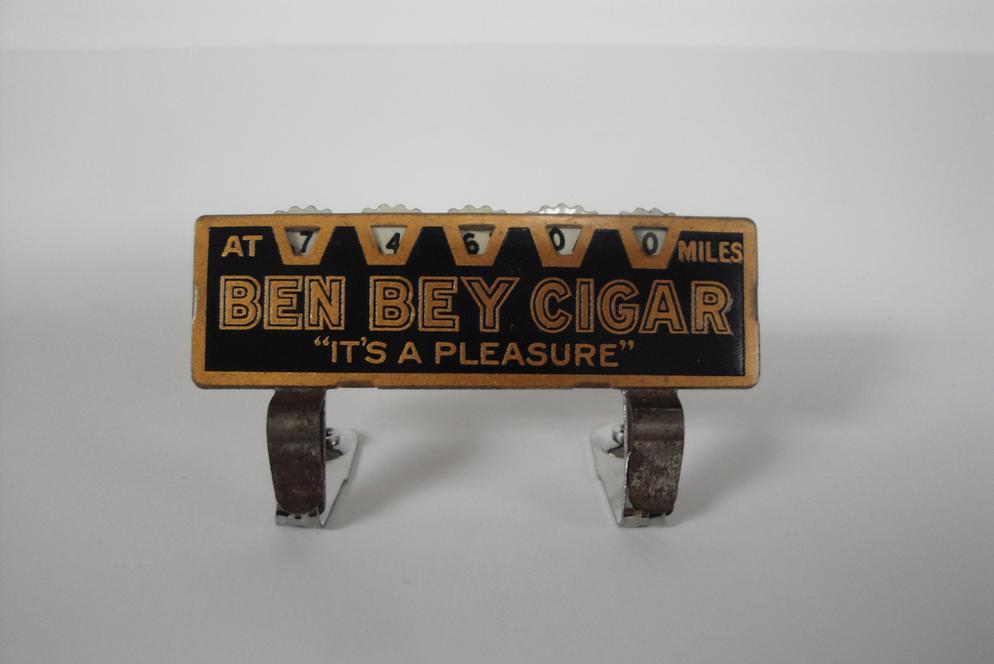 AT 7 4 6 0 0 MILES
BEN BEY CIGAR
“IT'S A PLEASURE”